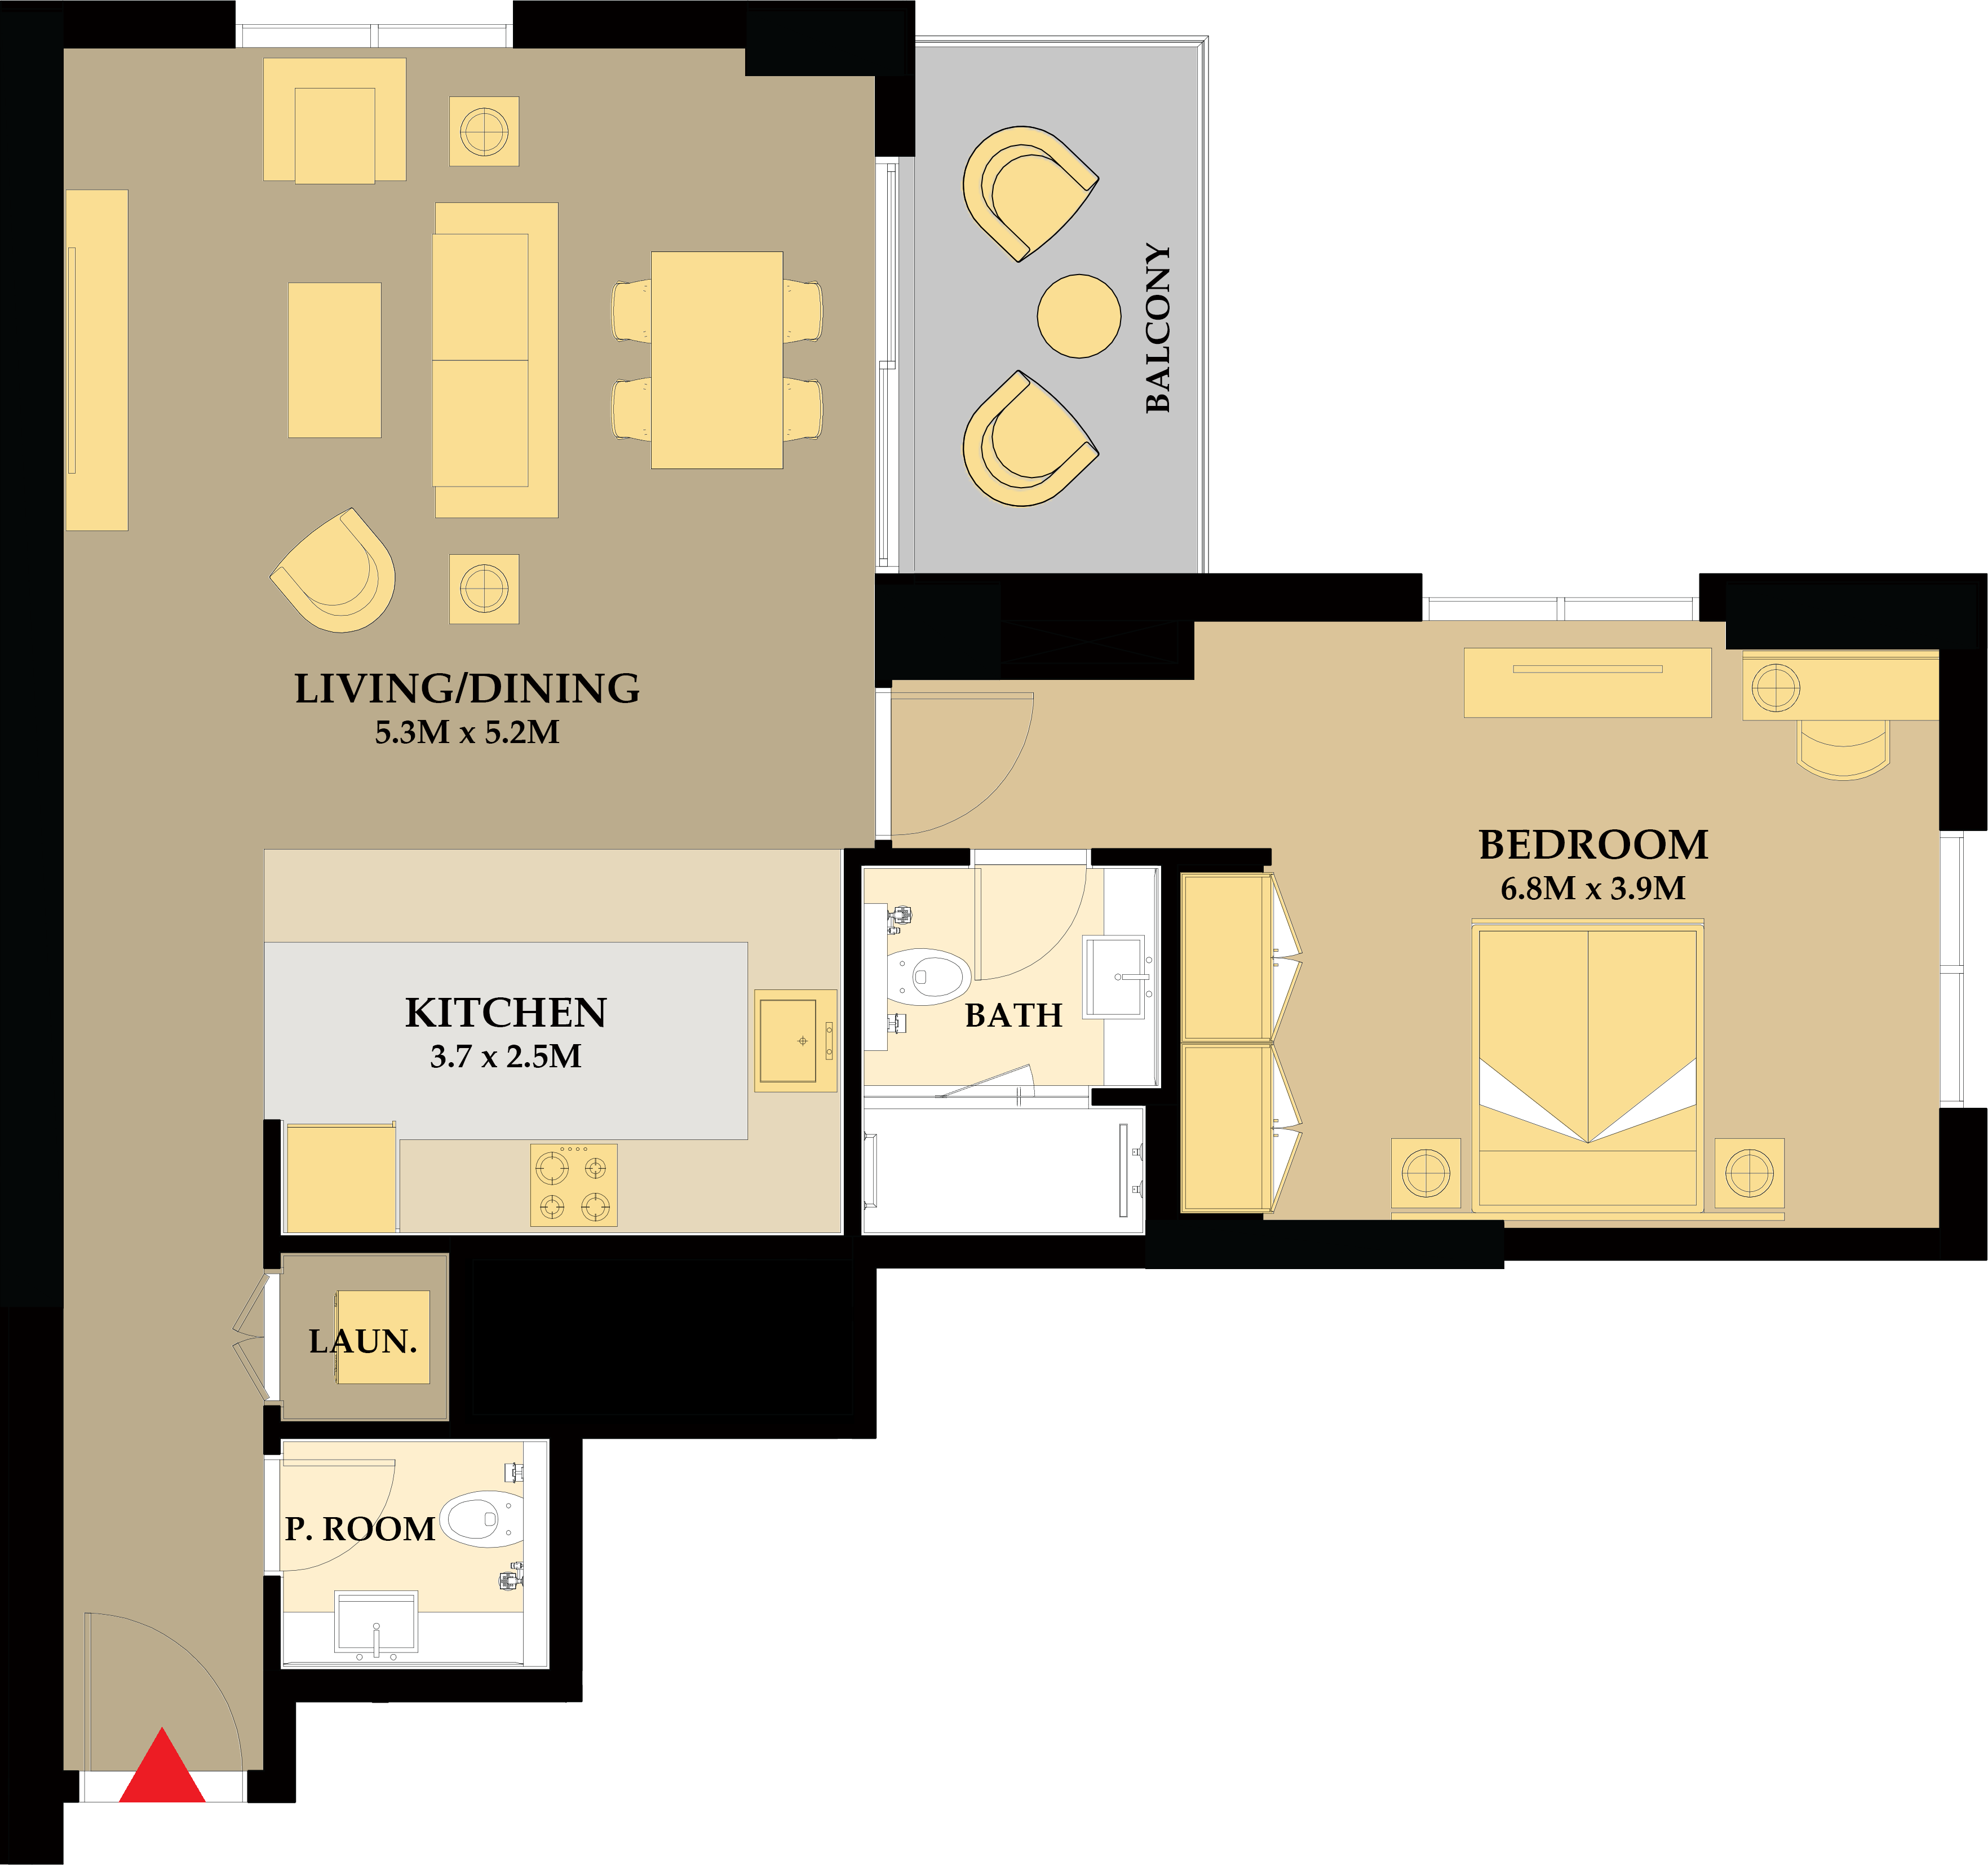 BALCONY
LIVING/DINING
5.3M x 5.2M
BEDROOM
6.8M x 3.9M
KITCHEN
3.7 x 2.5M
BATH
LAUN.
P. ROOM